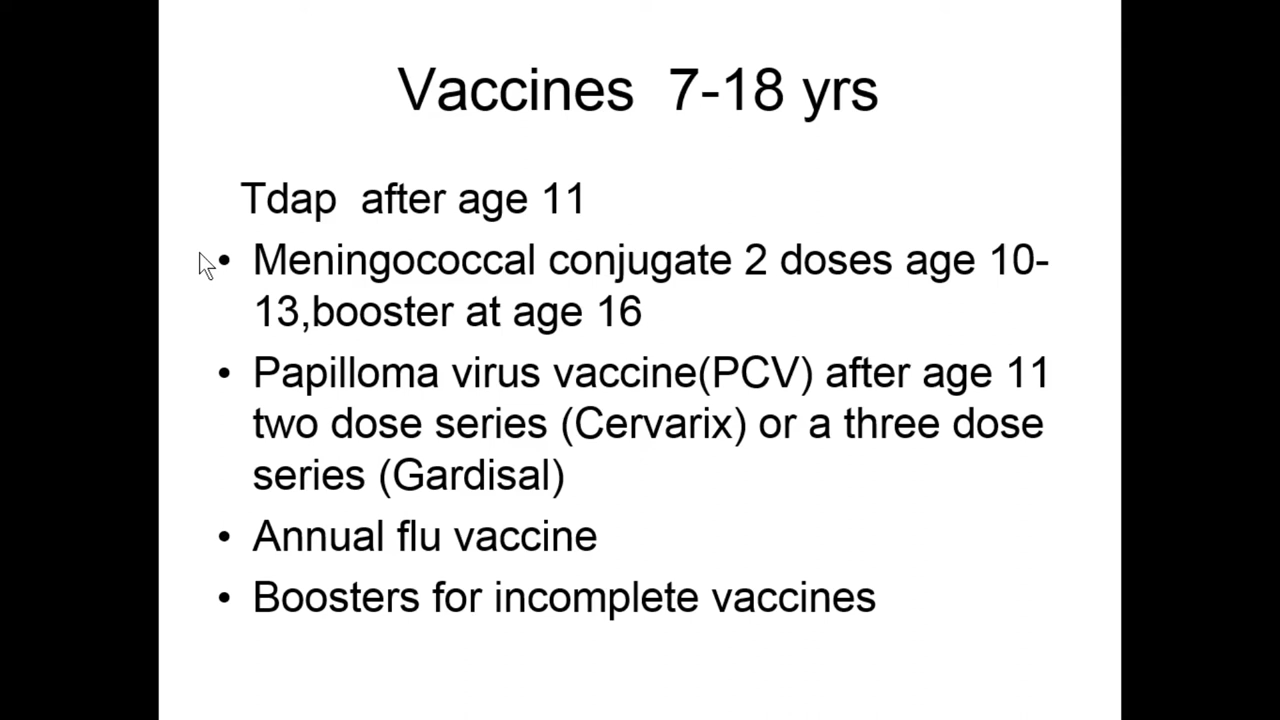 Vaccines 7-18 yrs
Tdap after age 11
• Meningococcal conjugate 2 doses age 10-
13,booster at age 16
• Papilloma virus vaccine(PCV) after age 11
two dose series (Cervarix) or a three dose
series (Gardisal)
• Annual flu vaccine
• Boosters for incomplete vaccines